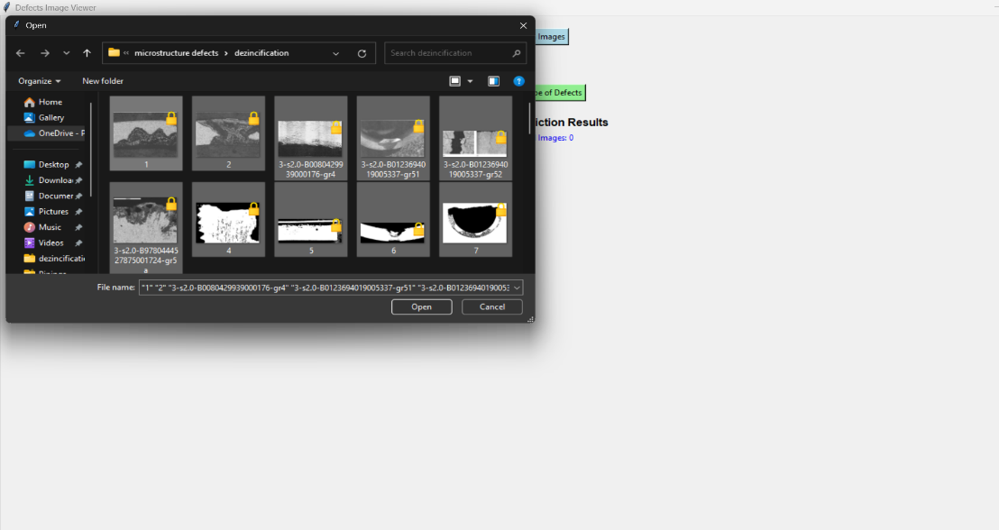 Defects Image Viewer
Open
Images
« microstructure defects › dezincification
Search dezincification
Organize
New folder
pe of Defects
Home
Gallery
OneDrive - P
iction Results
Images: 0
1
2
3-s2.0-B00804299
39000176-gr4
3-s2.0-B01236940
19005337-gr51
3-s2.0-B01236940
19005337-gr52
Desktop
Downloa
Documer
Pictures
Music
Videos
dezincificatio
3-s2.0-B97804445
27875001724-gr5
a
4
5
6
7
File name:
"1" "2" "3-s2.0-B0080429939000176-gr4" "3-s2.0-B0123694019005337-gr51" "3-s2.0-B01236940190053
Open
Cancel